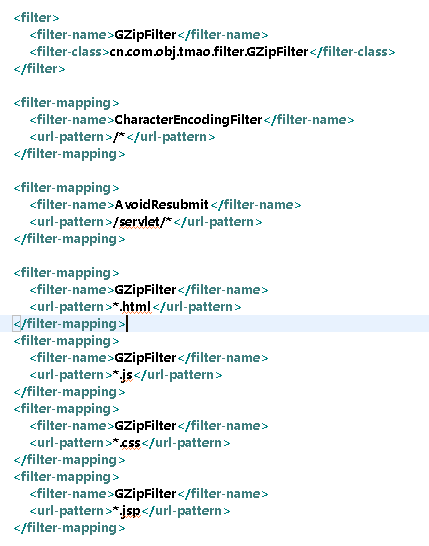 <filter>
<filter-name>GZipFilter</filter-name>
<filter-class>cn.com.obj.tmao.filter.GZipFilter</filter-class>
</filter>
<filter-mapping>
<filter-name>CharacterEncodingFilter</filter-name>
<url-pattern>/*</url-pattern>
</filter-mapping>
<filter-mapping>
<filter-name>AvoidResubmit</filter-name>
<url-pattern>/servlet/*</url-pattern>
</filter-mapping>
<filter-mapping>
<filter-name>GZipFilter</filter-name>
<url-pattern>*.html</url-pattern>
</filter-mapping>
<filter-mapping>
<filter-name>GZipFilter</filter-name>
<url-pattern>*.js</url-pattern>
</filter-mapping>
<filter-mapping>
<filter-name>GZipFilter</filter-name>
<url-pattern>*.css</url-pattern>
</filter-mapping>
<filter-mapping>
<filter-name>GZipFilter</filter-name>
<url-pattern>*.jsp</url-pattern>
</filter-mapping>